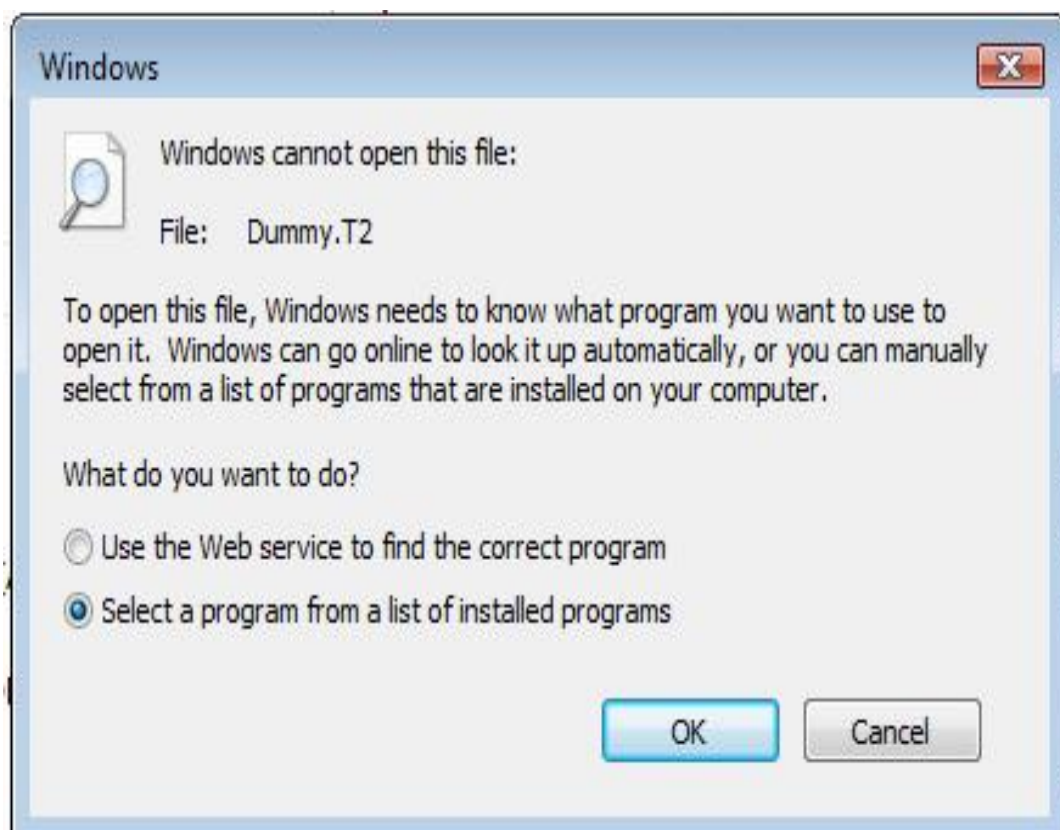 Windows
Windows cannot open this file:
File: Dummy.T2
To open this file, Windows needs to know what program you want to use to
open it. Windows can go online to look it up automatically, or you can manually
select from a list of programs that are installed on your computer.
What do you want to do?
Use the Web service to find the correct program
Select a program from a list of installed programs
OK Cancel